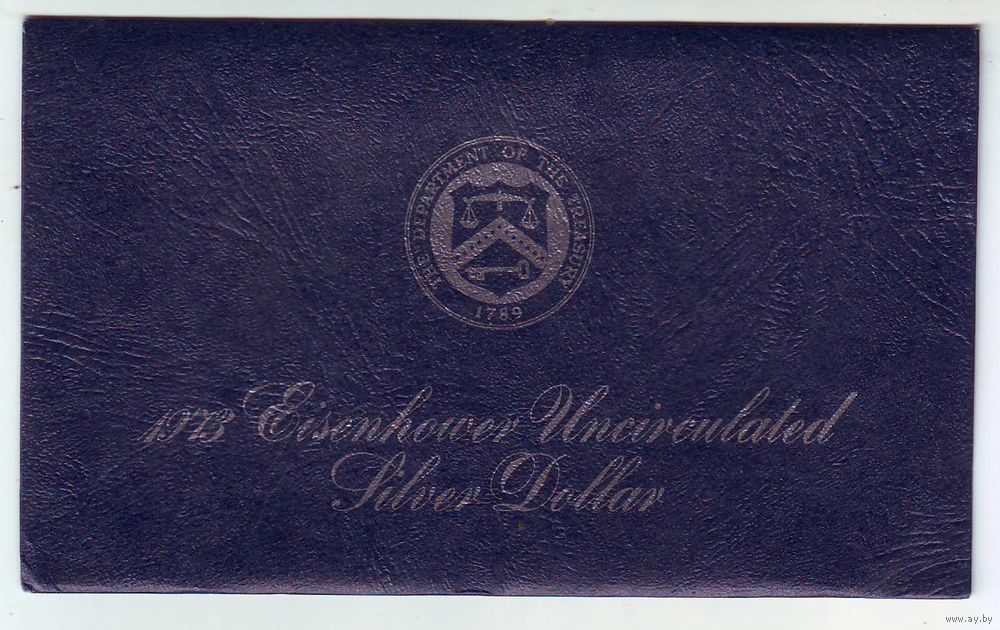 THE DEPARTMENT OF THE TREASURY
1789
1973 Eisenhower Uncirculated
Silver Dollar
www.ay.by